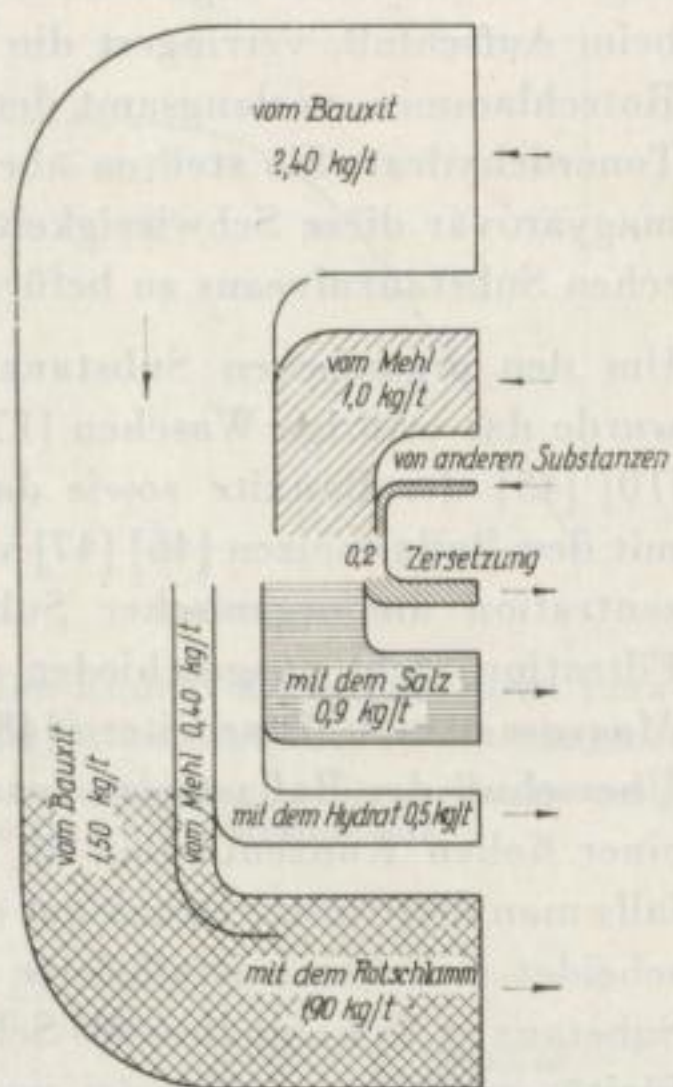 vom Bauxit
2,40 kg/t
vom Mehl
1,0 kg/t
von anderen Substanzen
0,2 Zersetzung
mit dem Salz
0,9 kg/t
vom Bauxit
1,50 kg/t
vom Mehl 0,40 kg/t
mit dem Hydrat 0,5 kg/t
mit dem Rotschlamm
1,90 kg/t